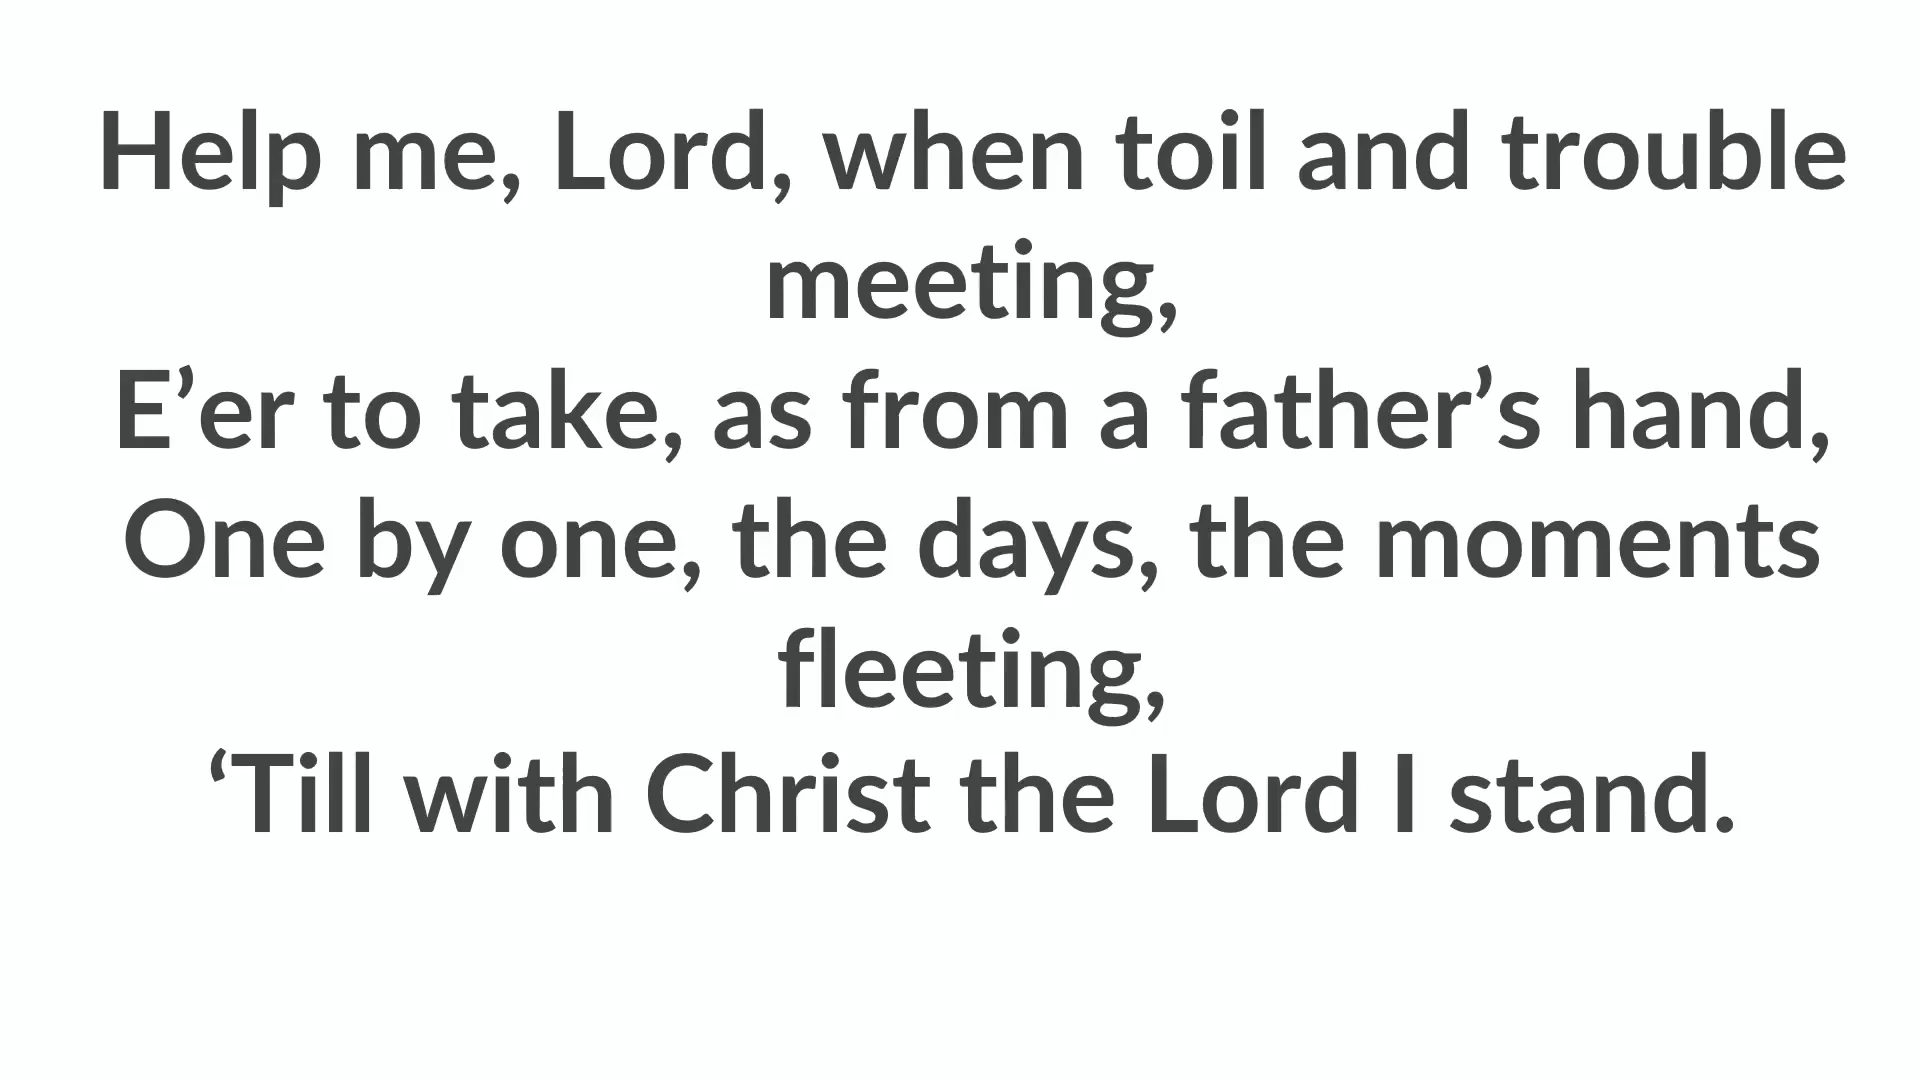 Help me, Lord, when toil and trouble
meeting,
E’er to take, as from a father’s hand,
One by one, the days, the moments
fleeting,
‘Till with Christ the Lord I stand.